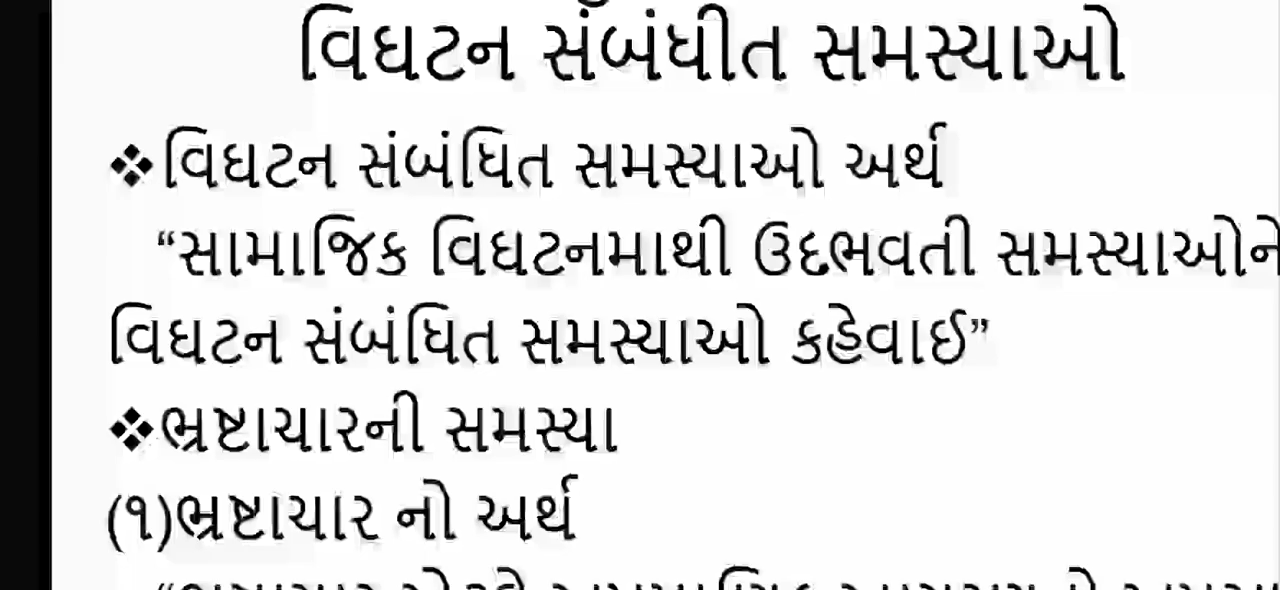 વિઘટન સંબંધીત સમસ્યાઓ
❖વિઘટન સંબંધિત સમસ્યાઓ અર્થ
“સામાજિક વિઘટનમાથી ઉદભવતી સમસ્યાઓને
વિઘટન સંબંધિત સમસ્યાઓ કહેવાઈ”
❖ભ્રષ્ટાચારની સમસ્યા
(૧)ભ્રષ્ટાચાર નો અર્થ